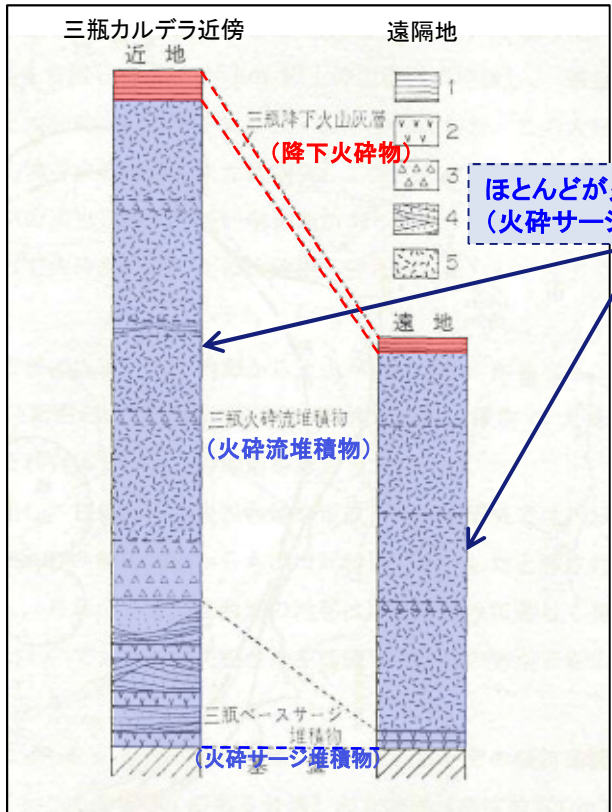 三瓶カルデラ近傍
遠隔地
近地
1
三瓶降下火山灰層
(降下火砕物)
2
3
4
5
ほとんどが
(火砕サージ
遠地
三瓶火砕流堆積物
(火砕流堆積物)
三瓶ベースサージ
堆積物
(火砕サージ堆積物)
基盤